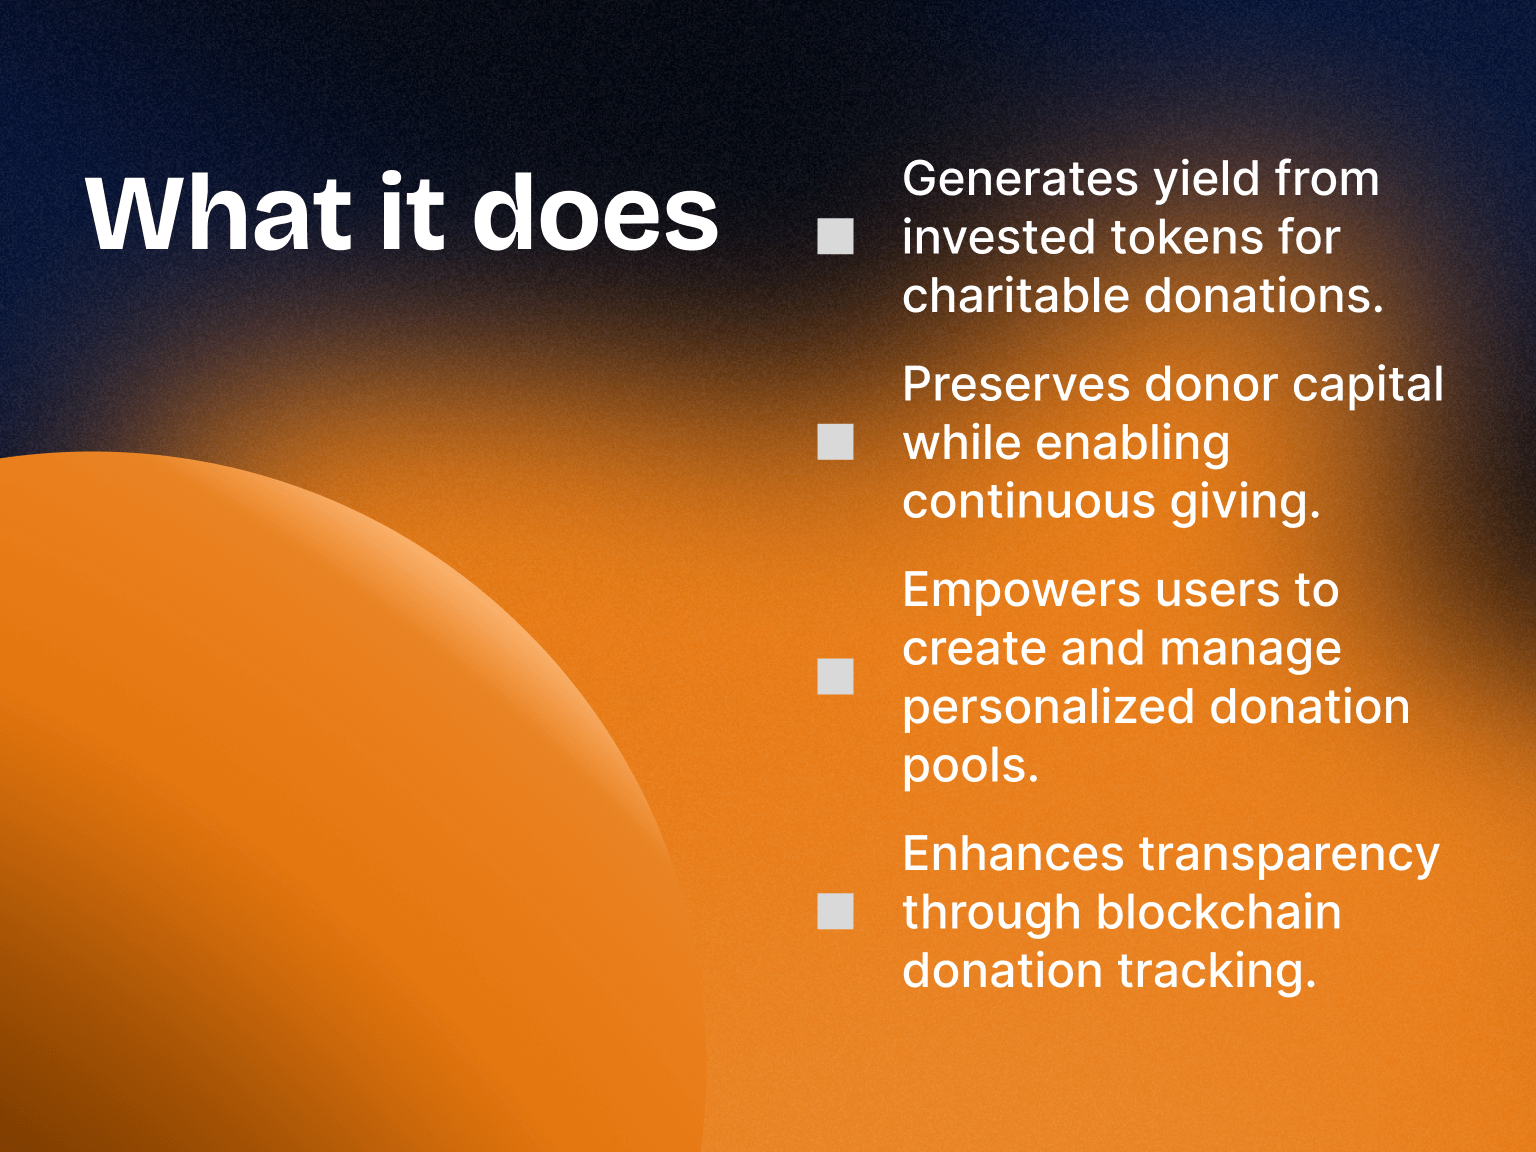 What it does
Generates yield from
invested tokens for
charitable donations.
Preserves donor capital
while enabling
continuous giving.
Empowers users to
create and manage
personalized donation
pools.
Enhances transparency
through blockchain
donation tracking.